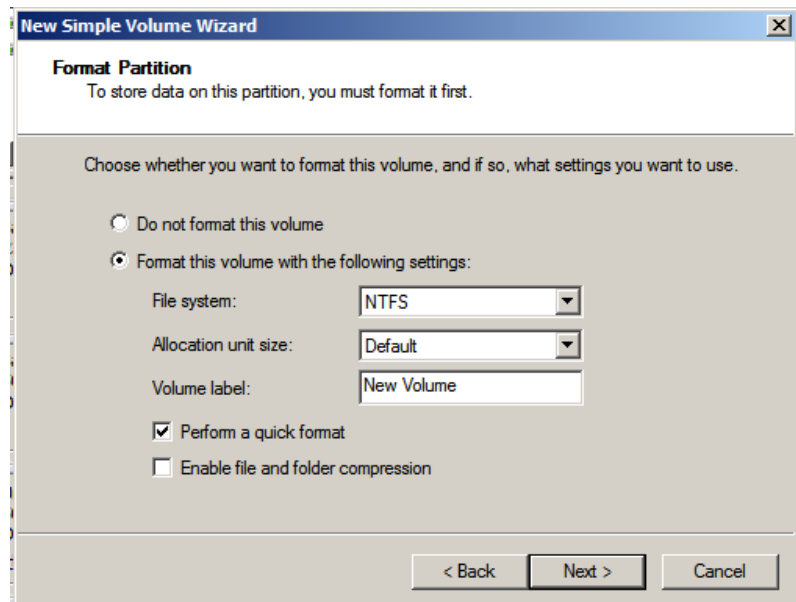 New Simple Volume Wizard
Format Partition
To store data on this partition, you must format it first.
Choose whether you want to format this volume, and if so, what settings you want to use.
Do not format this volume
Format this volume with the following settings:
File system: NTFS
Allocation unit size: Default
Volume label: New Volume
Perform a quick format
Enable file and folder compression
< Back Next > Cancel